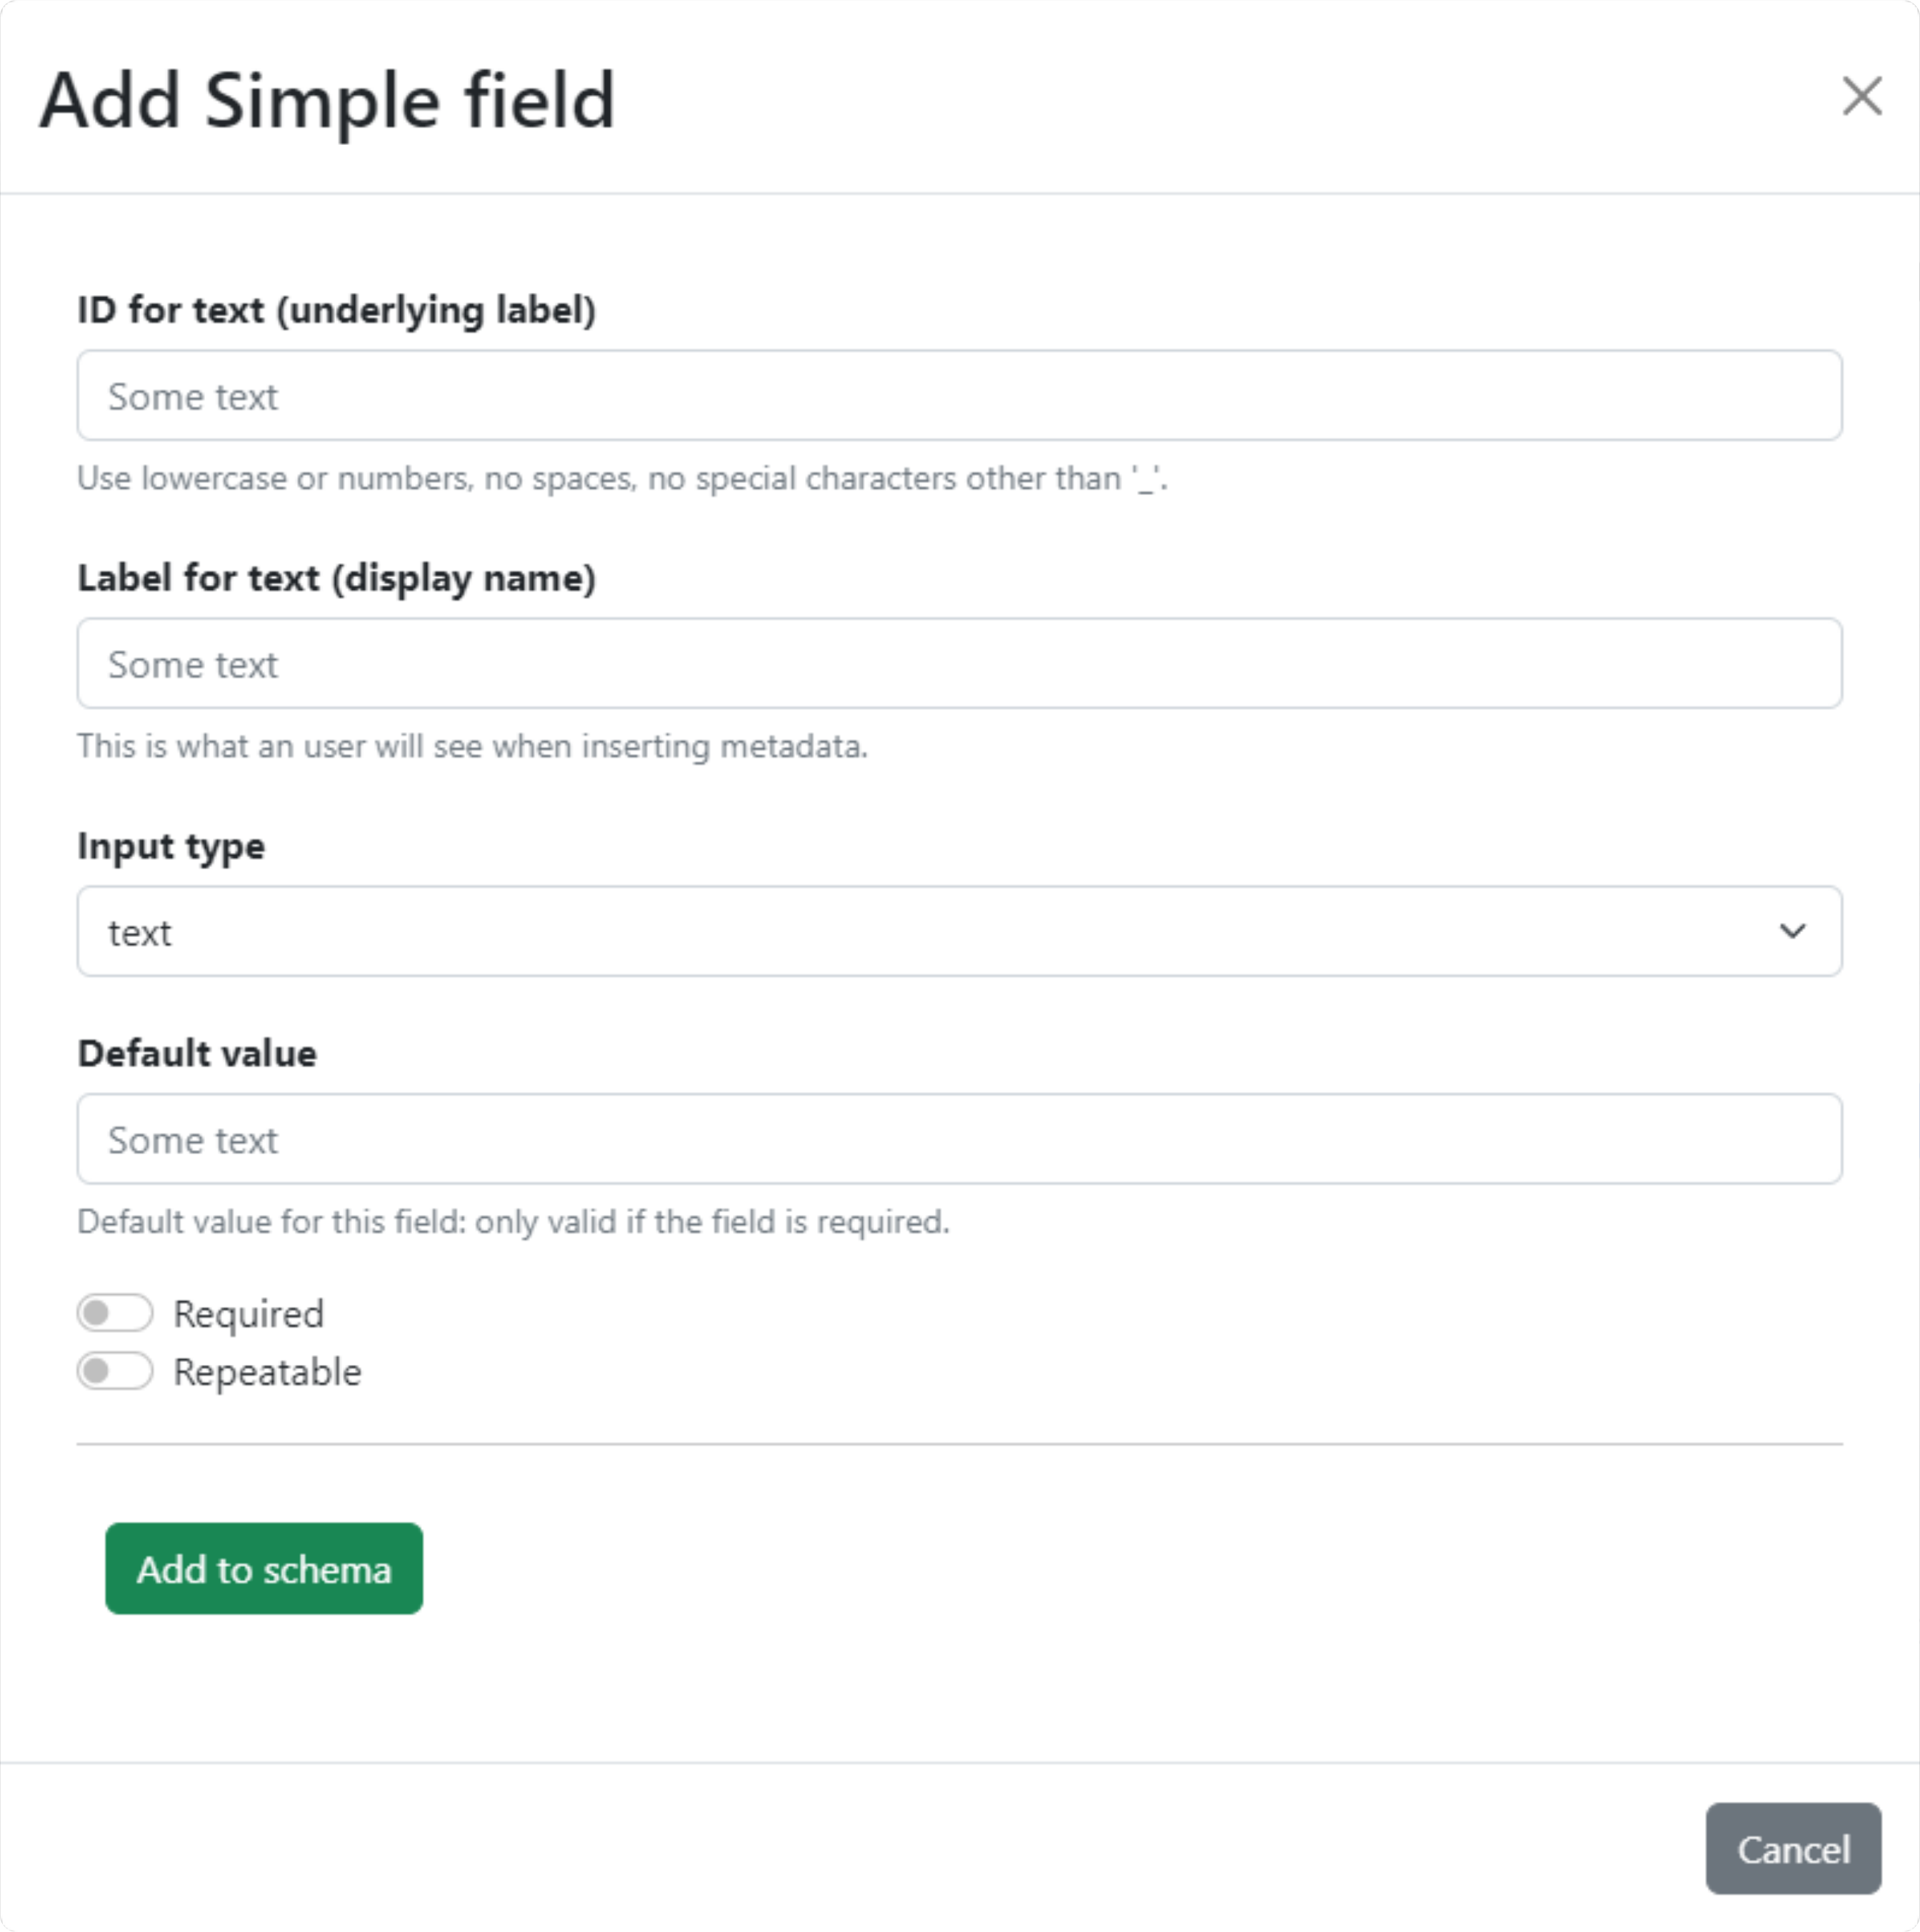 Add Simple field
ID for text (underlying label)
Some text
Use lowercase or numbers, no spaces, no special characters other than '_'.
Label for text (display name)
Some text
This is what an user will see when inserting metadata.
Input type
text
Default value
Some text
Default value for this field: only valid if the field is required.
Required
Repeatable
Add to schema
Cancel